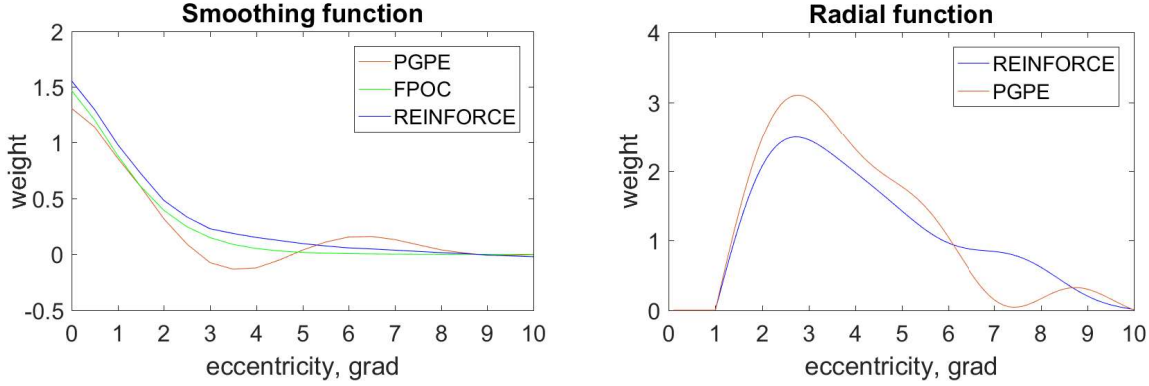 Smoothing function
2
1.5
1
0.5
0
-0.5
0 1 2 3 4 5 6 7 8 9 10
weight
eccentricity, grad
PGPE
FPOC
REINFORCE
Radial function
4
3
2
1
0
0 1 2 3 4 5 6 7 8 9 10
weight
eccentricity, grad
REINFORCE
PGPE